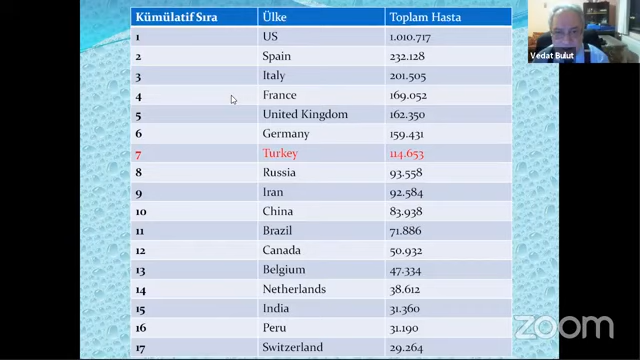 Kümülatif Sıra Ülke Toplam Hasta
1 US 1.010.717
2 Spain 232.128
3 Italy 201.505
4 France 169.052
5 United Kingdom 162.350
6 Germany 159.431
7 Turkey 114.653
8 Russia 93.558
9 Iran 92.584
10 China 83.938
11 Brazil 71.886
12 Canada 50.932
13 Belgium 47.334
14 Netherlands 38.612
15 India 31.360
16 Peru 31.190
17 Switzerland 29.264
Vedat Bulut
zoom